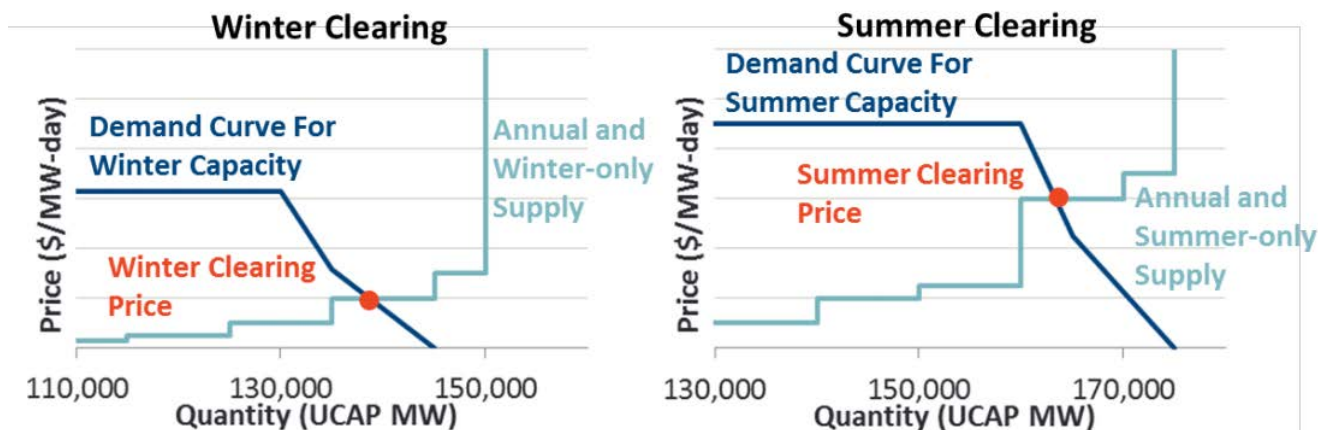 Winter Clearing
Price ($/MW-day)
Demand Curve For
Winter Capacity
Annual and
Winter-only
Supply
Winter Clearing
Price
110,000
130,000
150,000
Quantity (UCAP MW)
Summer Clearing
Price ($/MW-day)
Demand Curve For
Summer Capacity
Summer Clearing
Price
Annual and
Summer-only
Supply
130,000
150,000
170,000
Quantity (UCAP MW)